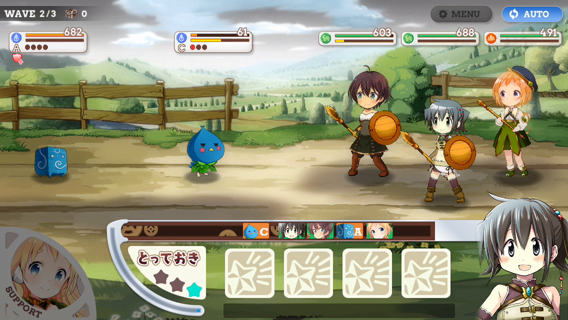 WAVE 2/3 0
MENU
AUTO
682
A
61
C
603
688
491
C
A
とっておき
SUPPORT